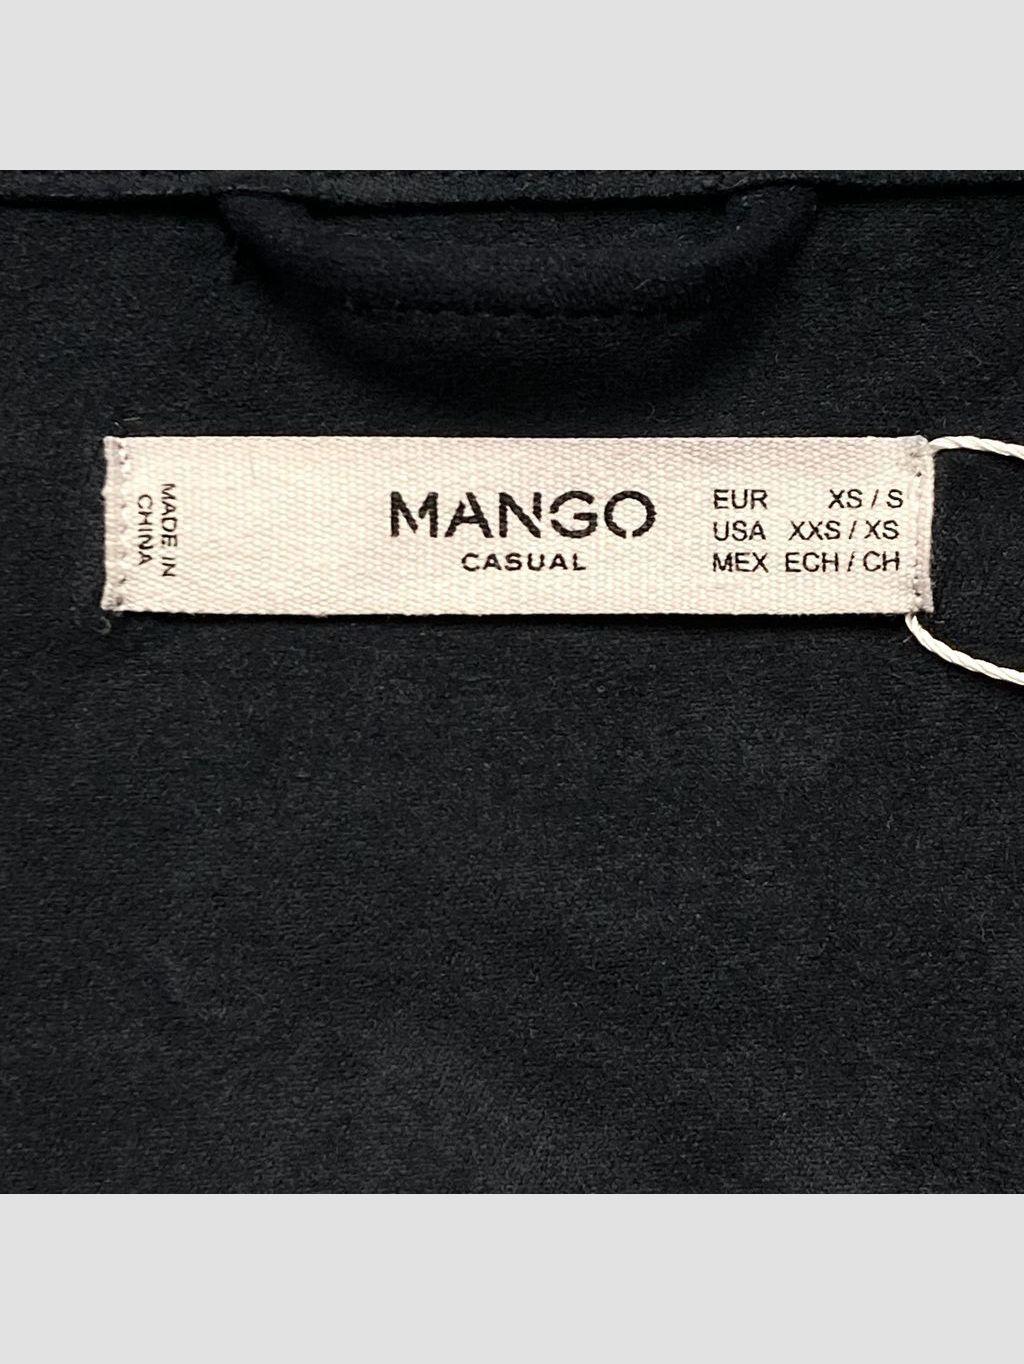 MADE IN
CHINA
MANGO
CASUAL
EUR XS / S
USA XXS / XS
MEX ECH / CH